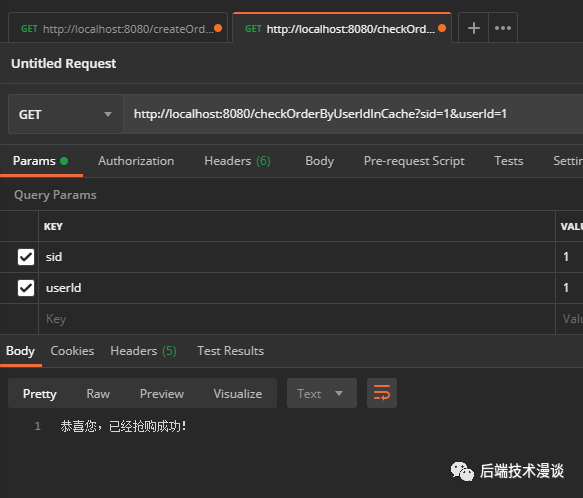 GET http://localhost:8080/createOrd... GET http://localhost:8080/checkOrd... + •••
Untitled Request
GET http://localhost:8080/checkOrderByUserIdInCache?sid=1&userId=1
Params Authorization Headers (6) Body Pre-request Script Tests Settin
Query Params
KEY VALU
sid 1
userId 1
Key Valu
Body Cookies Headers (5) Test Results
Pretty Raw Preview Visualize Text
1 恭喜您，已经抢购成功!
后端技术漫谈